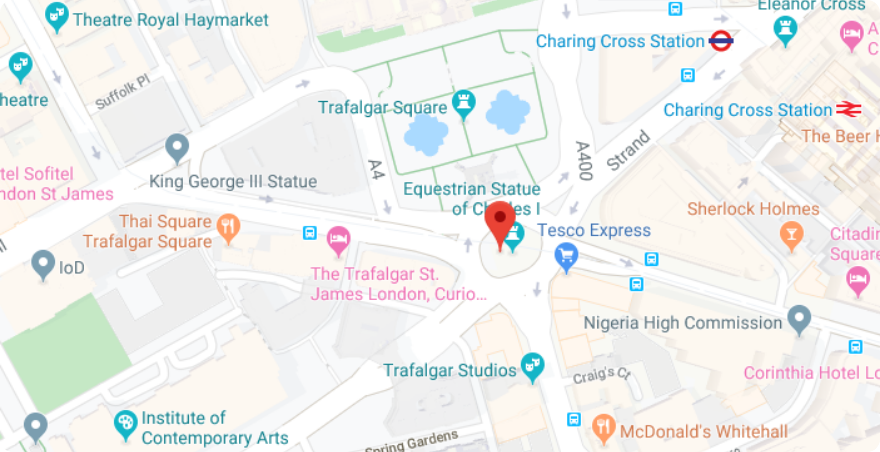 Theatre Royal Haymarket
Eleanor Cross
Charing Cross Station
A400
heatre
Suffolk Pl
Trafalgar Square
Charing Cross Station
The Beer H
Strand
A4
A400
tel Sofitel
ndon St James
King George III Statue
Equestrian Statue
of Charles I
Sherlock Holmes
Thai Square
Trafalgar Square
Tesco Express
Citadin
Square
IoD
The Trafalgar St.
James London, Curio...
Nigeria High Commission
Trafalgar Studios
Craig's Ct
Corinthia Hotel Lo
Institute of
Contemporary Arts
Spring Gardens
McDonald's Whitehall